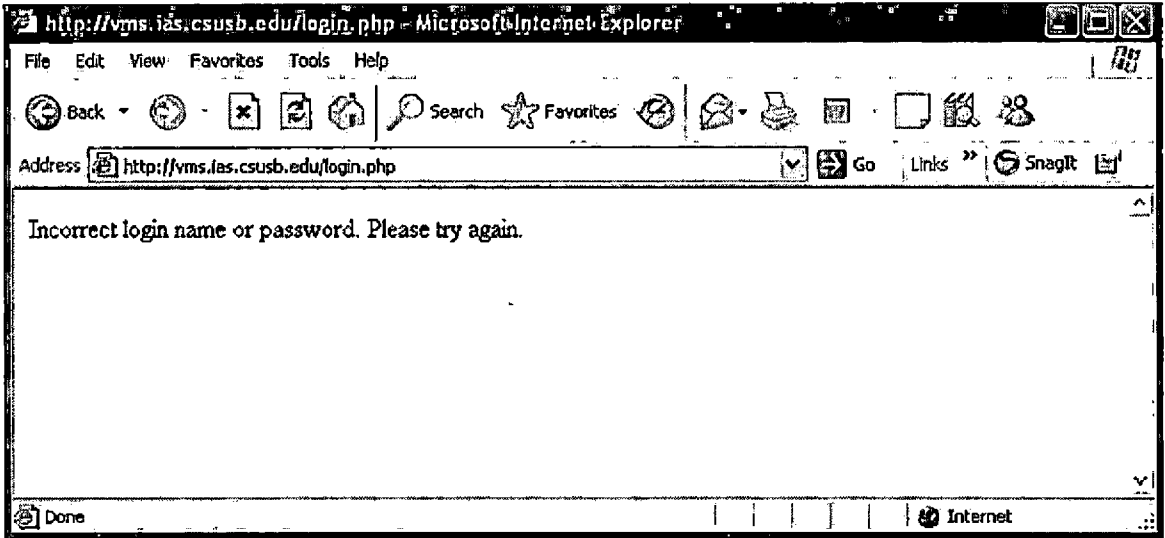 http://vms.ias.csusb.edu/login.php - Microsoft Internet Explorer
File Edit View Favorites Tools Help
Back Search Favorites
Address http://vms.ias.csusb.edu/login.php Go Links » SnagIt
Incorrect login name or password. Please try again.
Done Internet